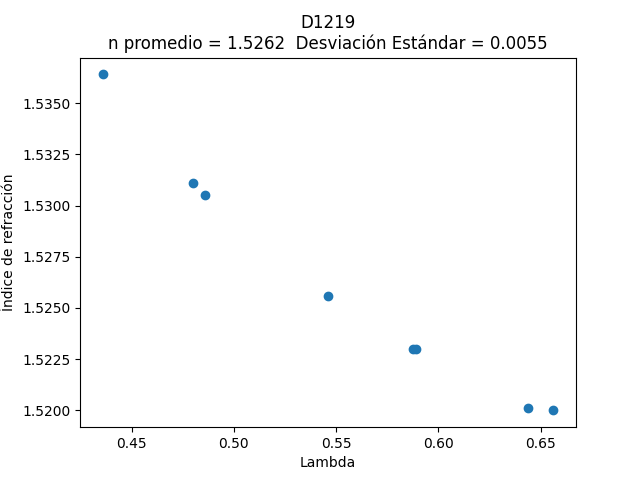 D1219
n promedio = 1.5262  Desviación Estándar = 0.0055
Índice de refracción
1.5350
1.5325
1.5300
1.5275
1.5250
1.5225
1.5200
0.45 0.50 0.55 0.60 0.65
Lambda